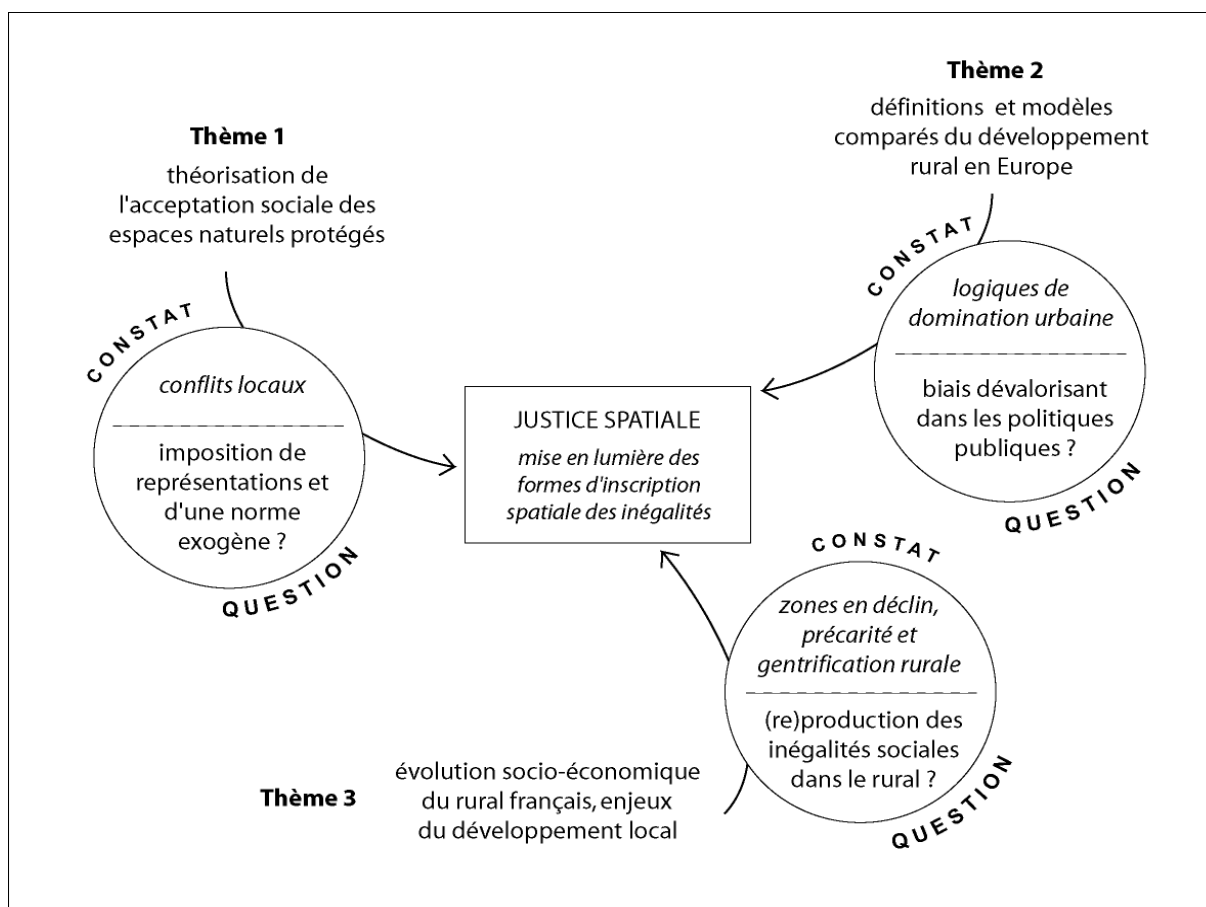 Thème 1
théorisation de
l'acceptation sociale des
espaces naturels protégés
CONSTAT
conflits locaux
imposition de
représentations et
d'une norme
exogène ?
QUESTION
Thème 2
définitions et modèles
comparés du développement
rural en Europe
CONSTAT
logiques de
domination urbaine
biais dévalorisant
dans les politiques
publiques ?
QUESTION
JUSTICE SPATIALE
mise en lumière des
formes d'inscription
spatiale des inégalités
CONSTAT
zones en déclin,
précarité et
gentrification rurale
(re)production des
inégalités sociales
dans le rural ?
QUESTION
Thème 3
évolution socio-économique
du rural français, enjeux
du développement local